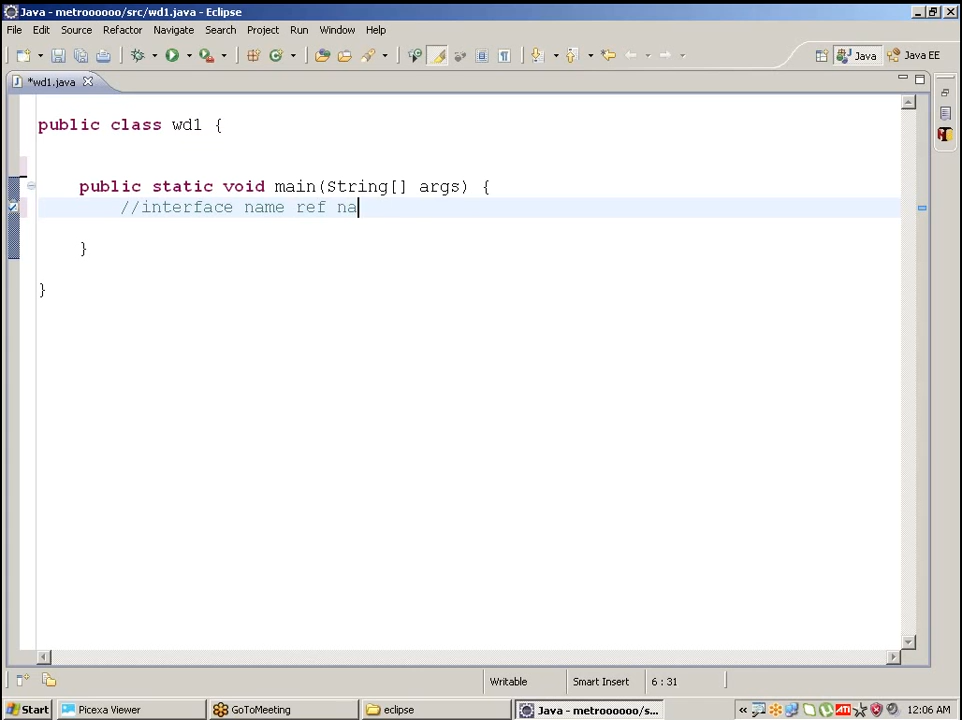 Java - metroooooo/src/wd1.java - Eclipse
File Edit Source Refactor Navigate Search Project Run Window Help
Java Java EE
*wd1.java
public class wd1 {
public static void main(String[] args) {
//interface name ref na
}
}
Writable Smart Insert 6 : 31
Start Picexa Viewer GoToMeeting eclipse Java - metroooooo/s... 12:06 AM